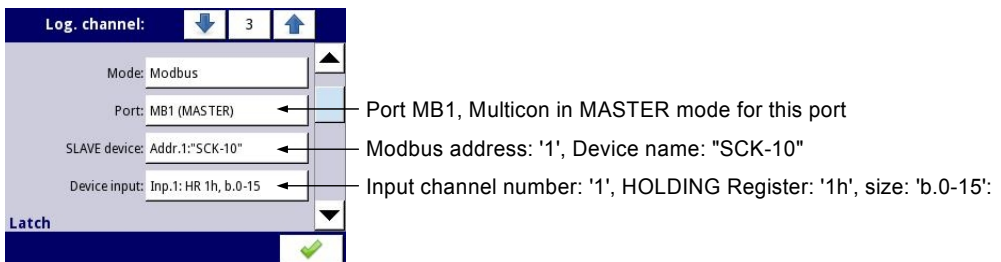 Log. channel: 3
Mode: Modbus
Port: MB1 (MASTER)
Port MB1, Multicon in MASTER mode for this port
SLAVE device: Addr.1:"SCK-10"
Modbus address: '1', Device name: "SCK-10"
Device input: Inp.1: HR 1h, b.0-15
Input channel number: '1', HOLDING Register: '1h', size: 'b.0-15':
Latch